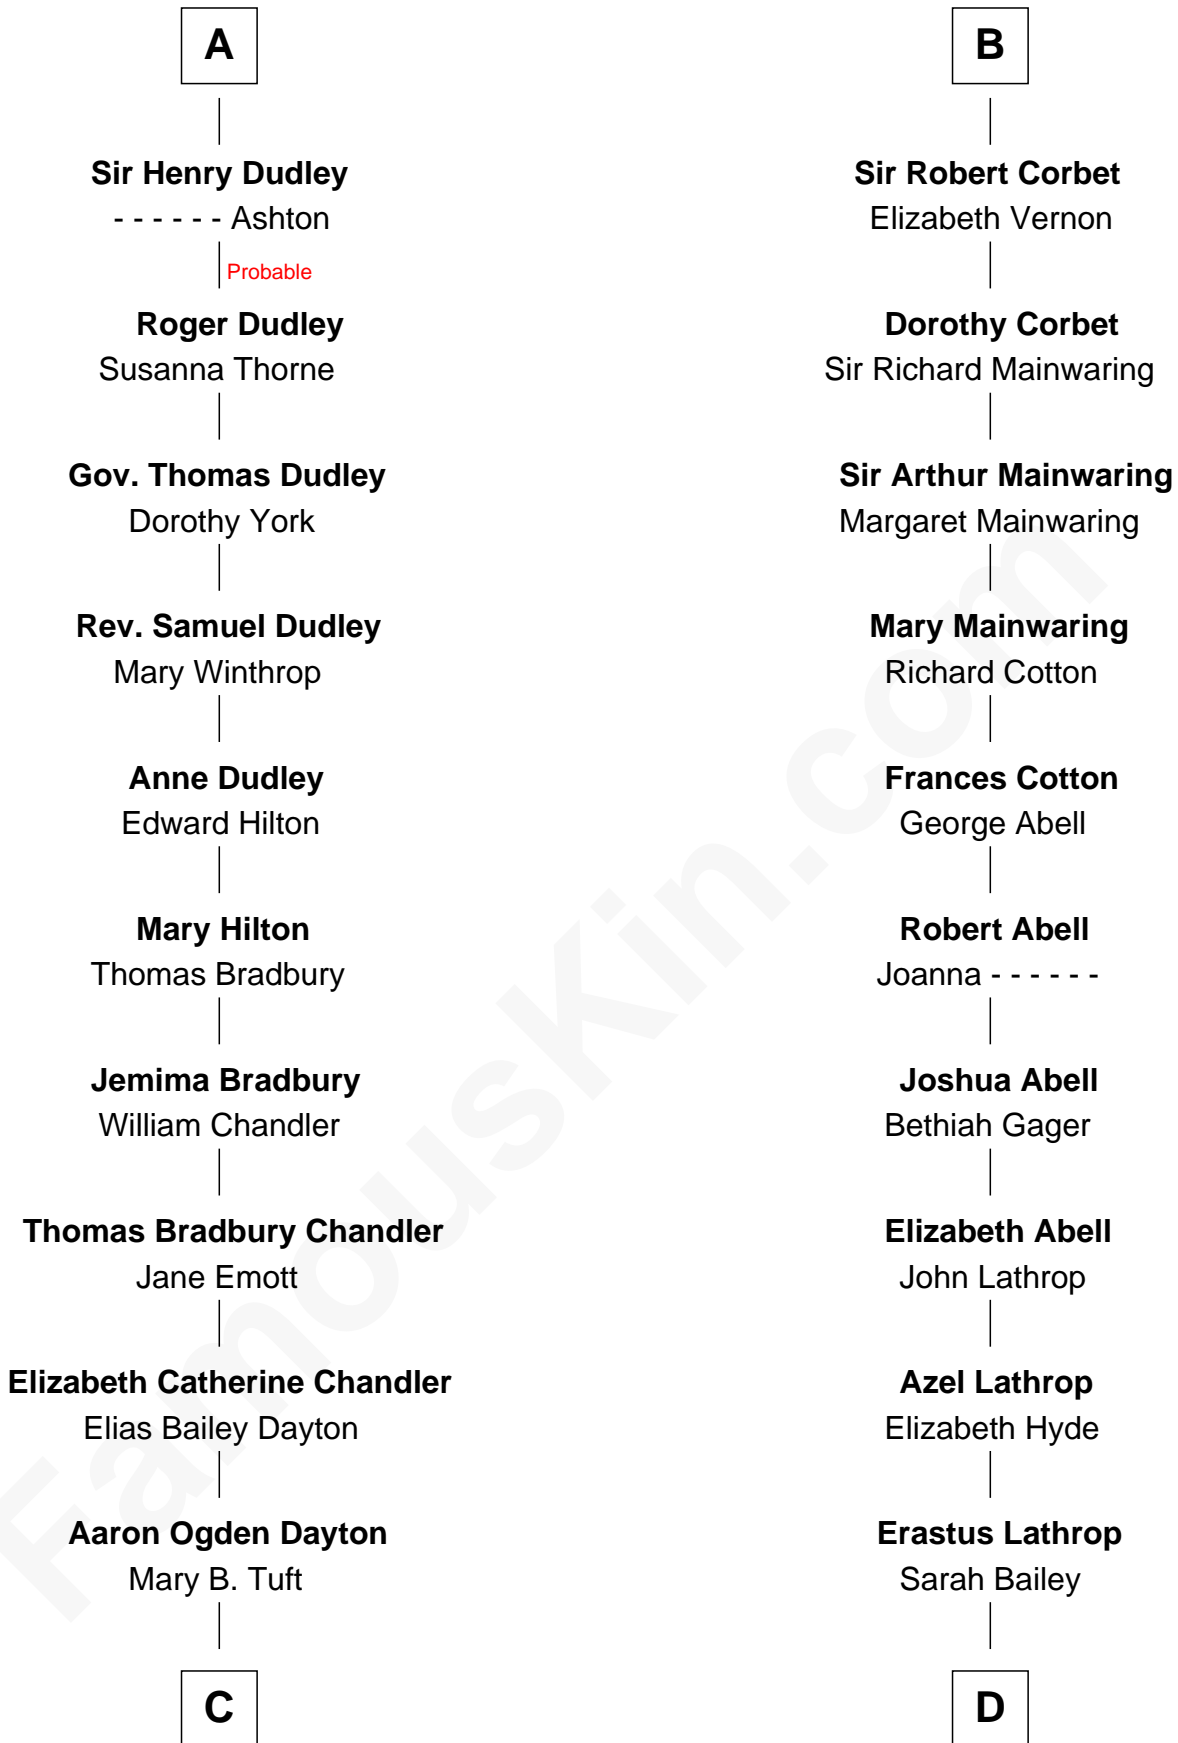 A
Sir Henry Dudley
- - - - - - Ashton
Probable
Roger Dudley
Susanna Thorne
Gov. Thomas Dudley
Dorothy York
Rev. Samuel Dudley
Mary Winthrop
Anne Dudley
Edward Hilton
Mary Hilton
Thomas Bradbury
Jemima Bradbury
William Chandler
Thomas Bradbury Chandler
Jane Emott
Elizabeth Catherine Chandler
Elias Bailey Dayton
Aaron Ogden Dayton
Mary B. Tuft
C
B
Sir Robert Corbet
Elizabeth Vernon
Dorothy Corbet
Sir Richard Mainwaring
Sir Arthur Mainwaring
Margaret Mainwaring
Mary Mainwaring
Richard Cotton
Frances Cotton
George Abell
Robert Abell
Joanna - - - - - -
Joshua Abell
Bethiah Gager
Elizabeth Abell
John Lathrop
Azel Lathrop
Elizabeth Hyde
Erastus Lathrop
Sarah Bailey
D
FamousKin.com